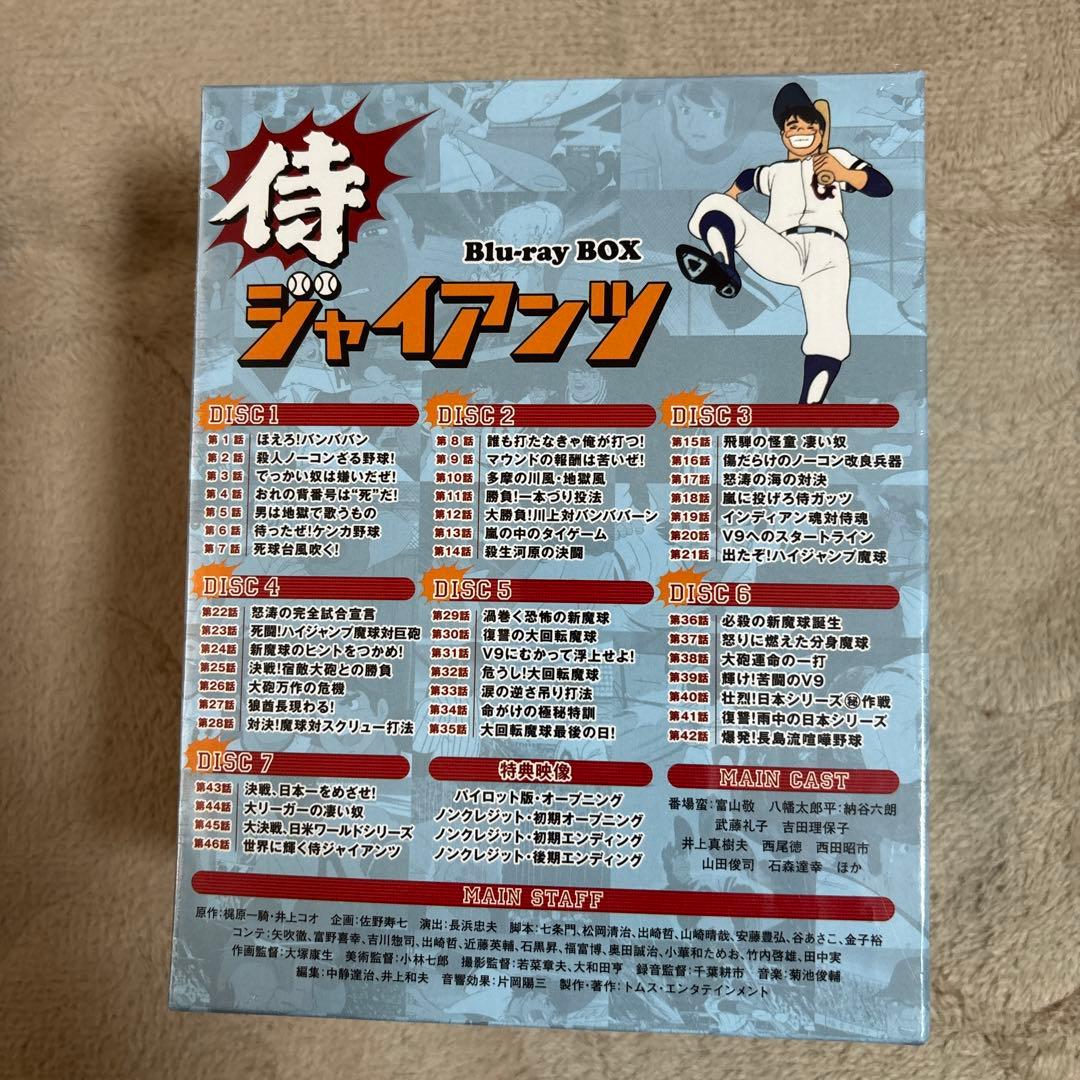 侍
Blu-ray BOX
ジャイアンツ
DISC 1
第1話 ほえろ!バンババン
第2話 殺人ノーコンざる野球!
第3話 でっかい奴は嫌いだぜ!
第4話 おれの背番号は“死”だ!
第5話 男は地獄で歌うもの
第6話 待ったぜ!ケンカ野球
第7話 死球台風吹く!
DISC 2
第8話 誰も打たなきゃ俺が打つ!
第9話 マウンドの報酬は苦いぜ!
第10話 多摩の川風・地獄風
第11話 勝負!一本づり投法
第12話 大勝負!川上対バンババーン
第13話 嵐の中のタイゲーム
第14話 殺生河原の決闘
DISC 3
第15話 飛騨の怪童 凄い奴
第16話 傷だらけのノーコン改良兵器
第17話 怒涛の海の対決
第18話 嵐に投げろ侍ガッツ
第19話 インディアン魂対侍魂
第20話 V9へのスタートライン
第21話 出たぞ!ハイジャンプ魔球
DISC 4
第22話 怒涛の完全試合宣言
第23話 死闘!ハイジャンプ魔球対巨砲
第24話 新魔球のヒントをつかめ!
第25話 決戦!宿敵大砲との勝負
第26話 大砲万作の危機
第27話 狼酋長現わる!
第28話 対決!魔球対スクリュー打法
DISC 5
第29話 渦巻く恐怖の新魔球
第30話 復讐の大回転魔球
第31話 V9にむかって浮上せよ!
第32話 危うし!大回転魔球
第33話 涙の逆さ吊り打法
第34話 命がけの極秘特訓
第35話 大回転魔球最後の日!
DISC 6
第36話 必殺の新魔球誕生
第37話 怒りに燃えた分身魔球
第38話 大砲運命の一打
第39話 輝け!苦闘のV9
第40話 壮烈!日本シリーズ㊙作戦
第41話 復讐!雨中の日本シリーズ
第42話 爆発!長島流喧嘩野球
DISC 7
第43話 決戦、日本一をめざせ!
第44話 大リーガーの凄い奴
第45話 大決戦、日米ワールドシリーズ
第46話 世界に輝く侍ジャイアンツ
特典映像
パイロット版・オープニング
ノンクレジット・初期オープニング
ノンクレジット・初期エンディング
ノンクレジット・後期エンディング
MAIN CAST
番場蛮:富山敬 八幡太郎平:納谷六朗
武藤礼子 吉田理保子
井上真樹夫 西尾徳 西田昭市
山田俊司 石森達幸 ほか
MAIN STAFF
原作:梶原一騎・井上コオ 企画:佐野寿七 演出:長浜忠夫 脚本:七条門、松岡清治、出崎哲、山崎晴哉、安藤豊弘、谷あさこ、金子裕
コンテ:矢吹徹、富野喜幸、吉川惣司、出崎哲、近藤英輔、石黒昇、福富博、奥田誠治、小華和ためお、竹内啓雄、田中実
作画監督:大塚康生 美術監督:小林七郎 撮影監督:若菜章夫、大和田亨 録音監督:千葉耕市 音楽:菊池俊輔
編集:中静達治、井上和夫 音響効果:片岡陽三 製作・著作:トムス・エンタテインメント